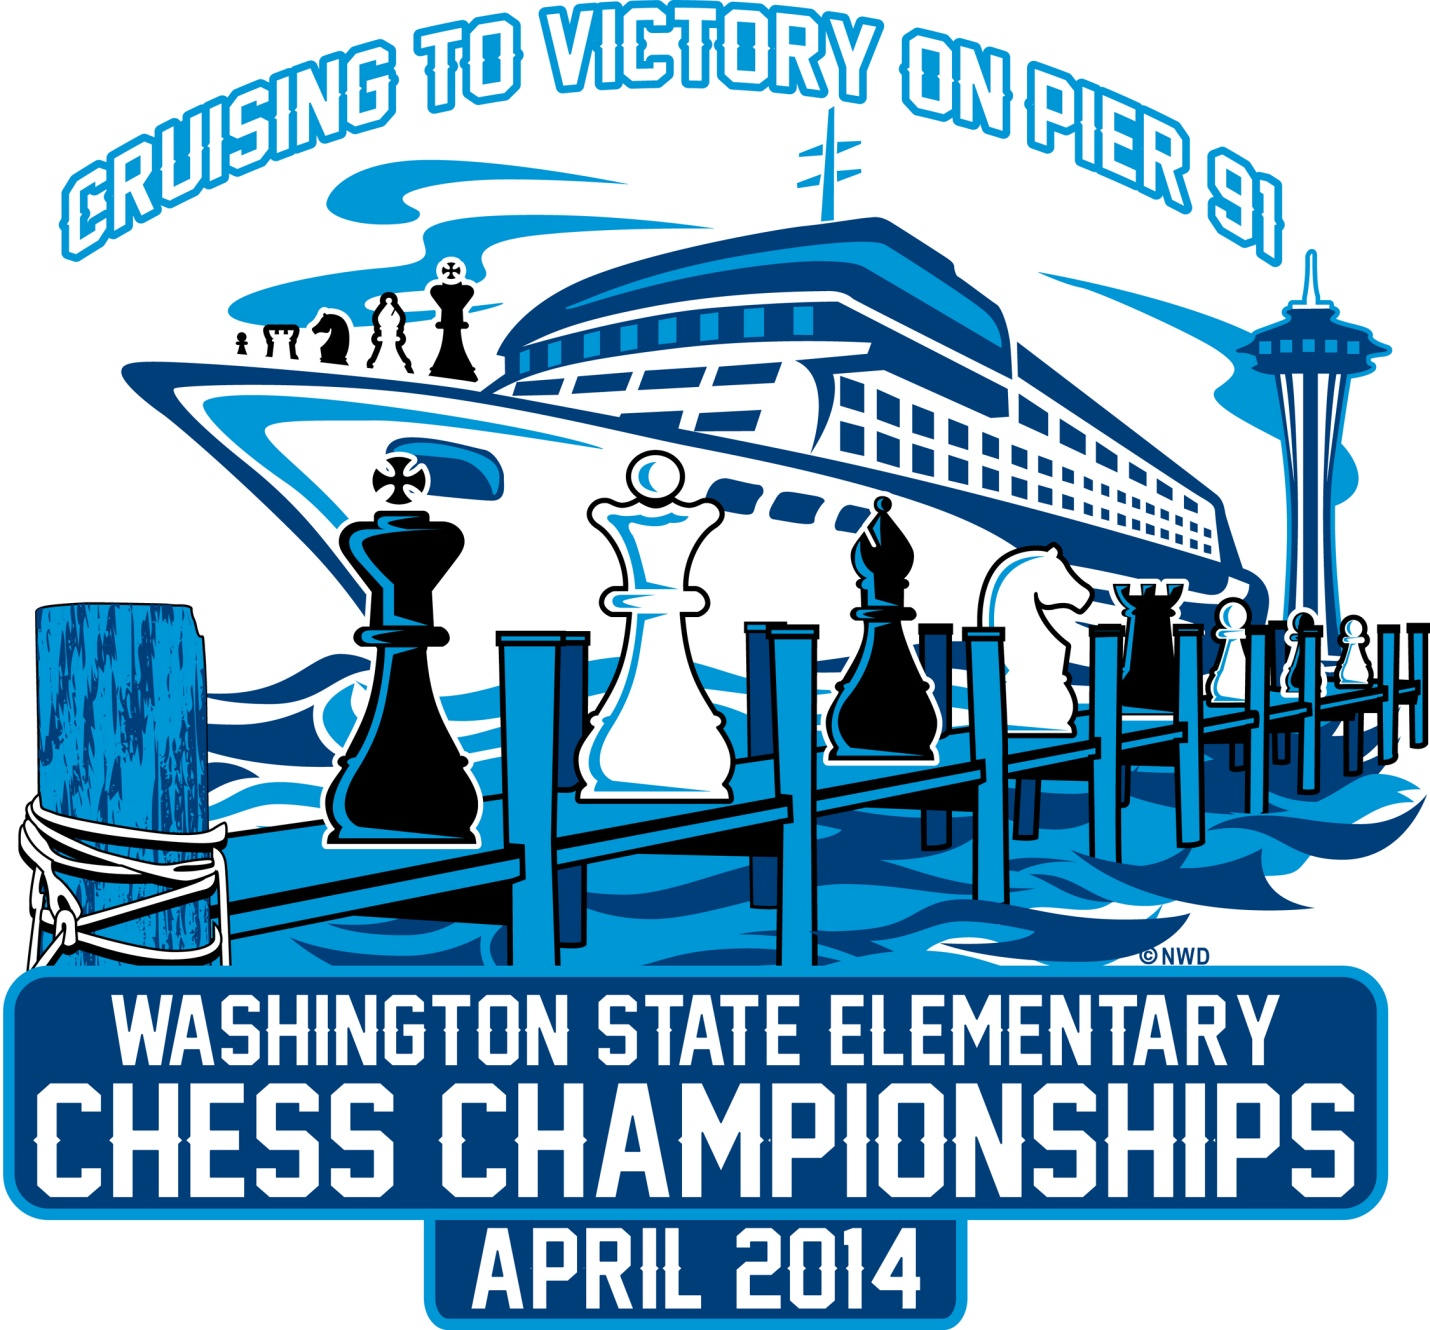 CRUISING TO VICTORY ON PIER 91
© NWD
WASHINGTON STATE ELEMENTARY
CHESS CHAMPIONSHIPS
APRIL 2014